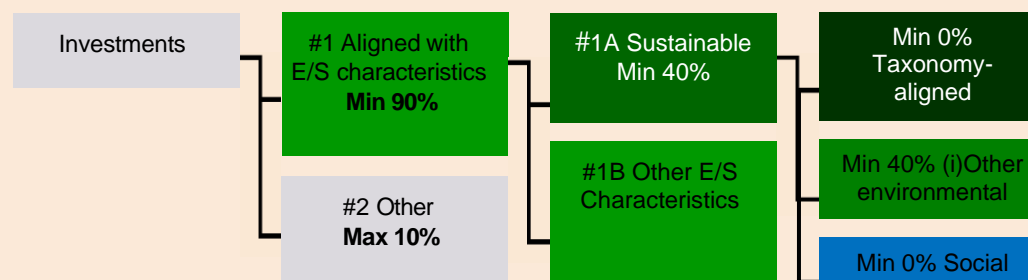 Investments
#1 Aligned with
E/S characteristics
Min 90%
#2 Other
Max 10%
#1A Sustainable
Min 40%
#1B Other E/S
Characteristics
Min 0%
Taxonomy-
aligned
Min 40% (i)Other
environmental
Min 0% Social